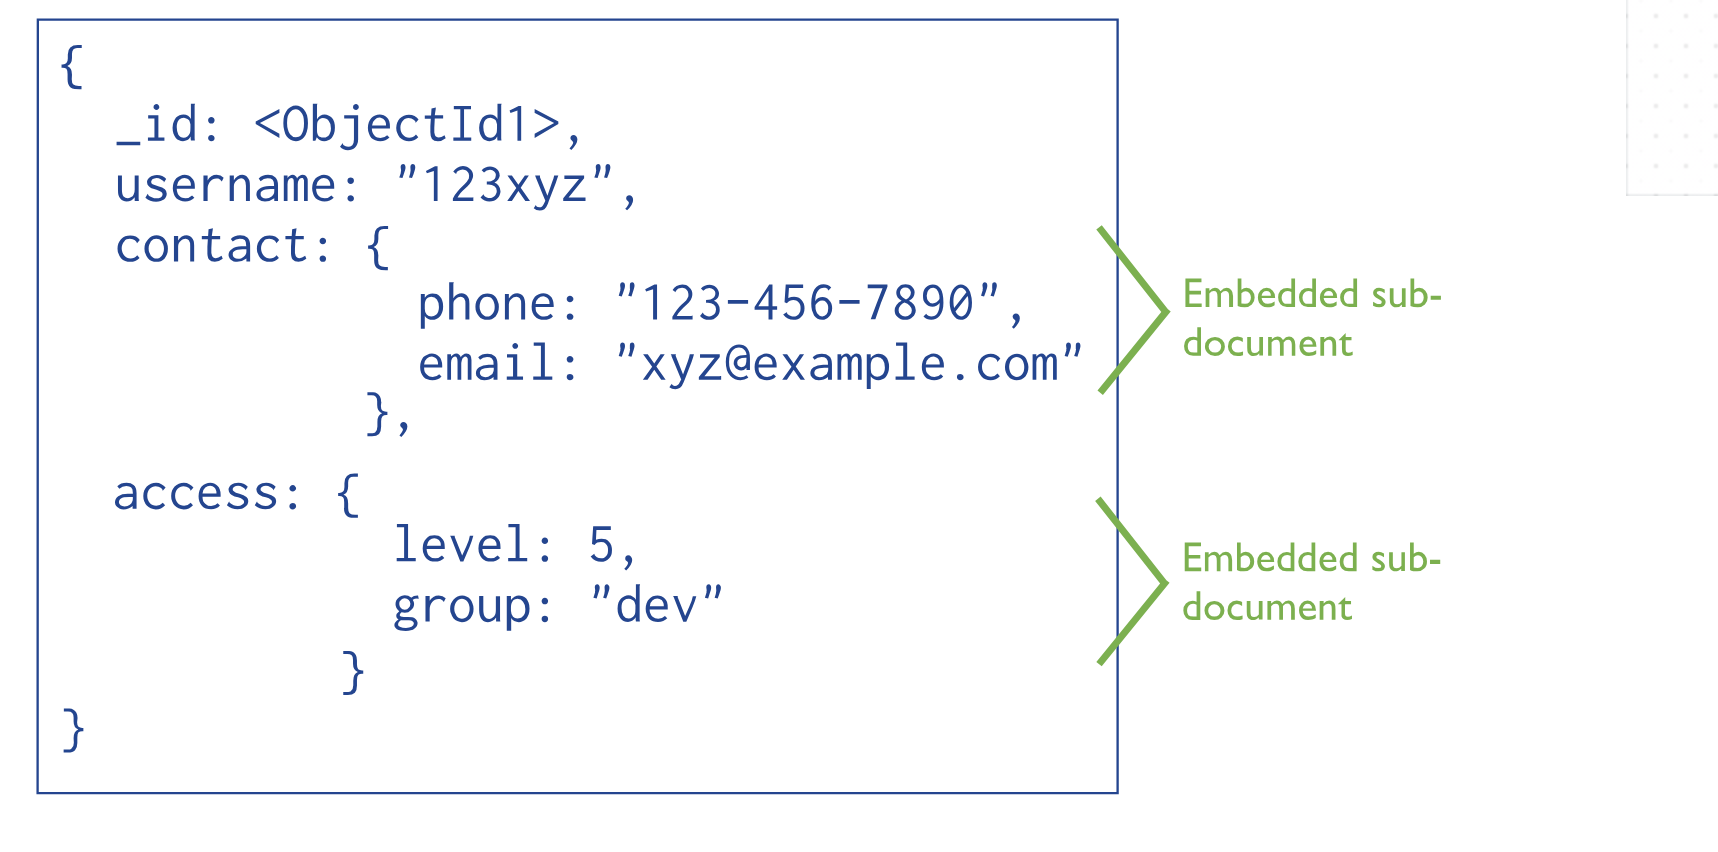 {
_id: <ObjectId1>,
username: "123xyz",
contact: {
phone: "123-456-7890",
email: "xyz@example.com"
},
Embedded sub-
document
access: {
level: 5,
group: "dev"
}
Embedded sub-
document
}